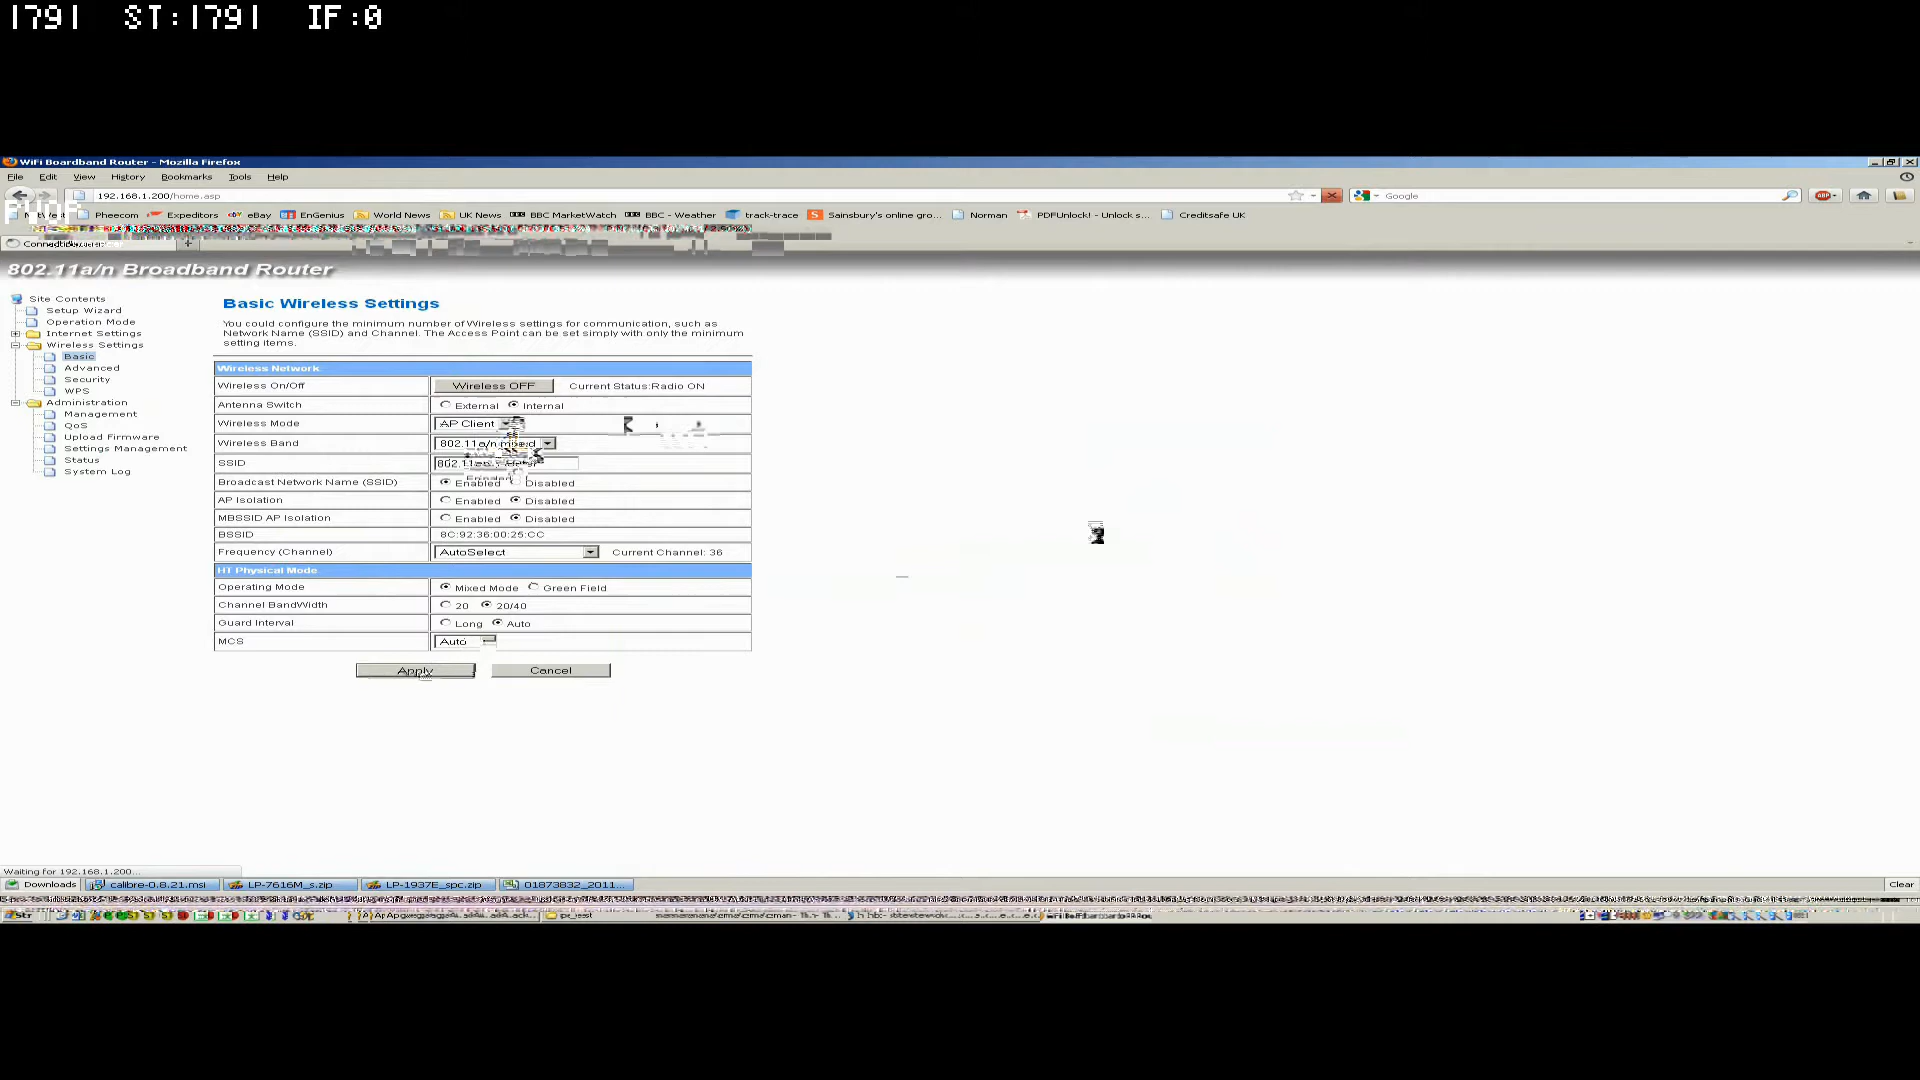 1791 ST:1791 IF:0
WiFi Boardband Router - Mozilla Firefox
File Edit View History Bookmarks Tools Help
192.168.1.200/home.asp
Google
Pheecom Expeditors eBay EnGenius World News UK News BBC MarketWatch BBC - Weather track-trace Sainsbury's online gro... Norman PDFUnlock! - Unlock s... Creditsafe UK
802.11a/n Broadband Router
Site Contents
Setup Wizard
Operation Mode
Internet Settings
Wireless Settings
Basic
Advanced
Security
WPS
Administration
Management
QoS
Upload Firmware
Settings Management
Status
System Log
Basic Wireless Settings
You could configure the minimum number of Wireless settings for communication, such as
Network Name (SSID) and Channel. The Access Point can be set simply with only the minimum
setting items.
Wireless Network
Wireless On/Off Wireless OFF Current Status:Radio ON
Antenna Switch External Internal
Wireless Mode AP Client
Wireless Band 802.11a/n mixed
SSID
Broadcast Network Name (SSID) Enabled Disabled
AP Isolation Enabled Disabled
MBSSID AP Isolation Enabled Disabled
BSSID 8C:92:36:00:25:CC
Frequency (Channel) AutoSelect Current Channel: 36
HT Physical Mode
Operating Mode Mixed Mode Green Field
Channel BandWidth 20 20/40
Guard Interval Long Auto
MCS Auto
Apply Cancel
Waiting for 192.168.1.200...
Downloads calibre-0.8.21.msi LP-7616M_s.zip LP-1937E_spc.zip 01873832_2011... Clear